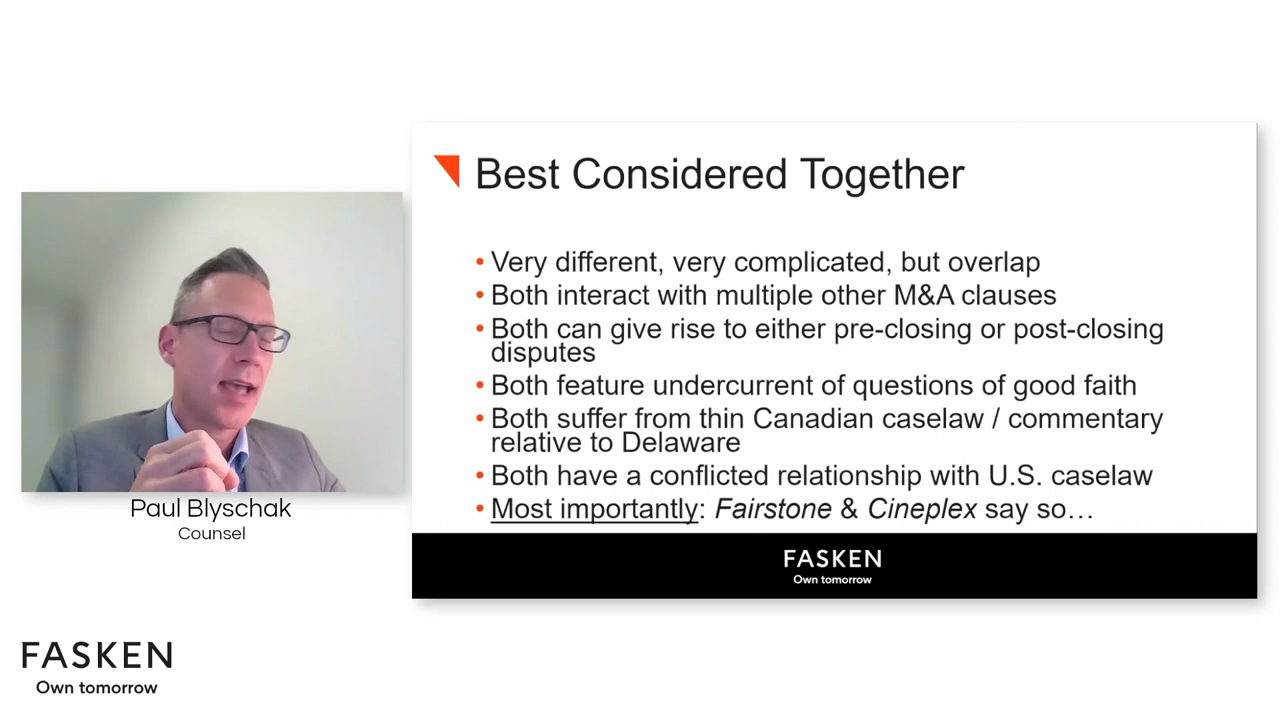 Best Considered Together
• Very different, very complicated, but overlap
• Both interact with multiple other M&A clauses
• Both can give rise to either pre-closing or post-closing
disputes
• Both feature undercurrent of questions of good faith
• Both suffer from thin Canadian caselaw / commentary
relative to Delaware
• Both have a conflicted relationship with U.S. caselaw
• Most importantly: Fairstone & Cineplex say so…
FASKEN
Own tomorrow
Paul Blyschak
Counsel
FASKEN
Own tomorrow